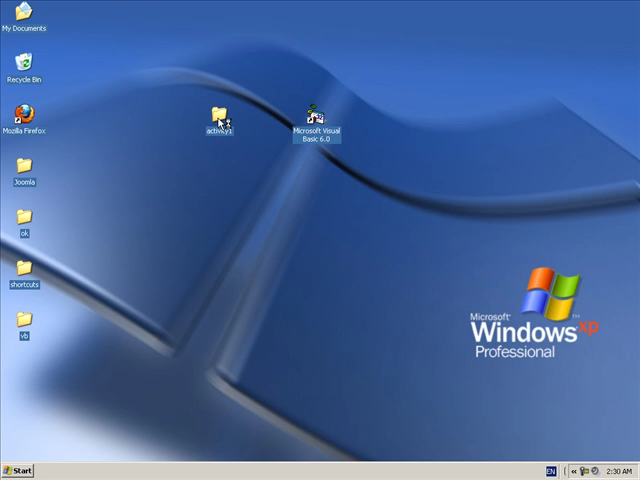 My Documents
Recycle Bin
Mozilla Firefox
Joomla
ok
shortcuts
vb
activity1
Microsoft Visual
Basic 6.0
Microsoft
Windows xp
Professional
Start
EN
«
2:30 AM